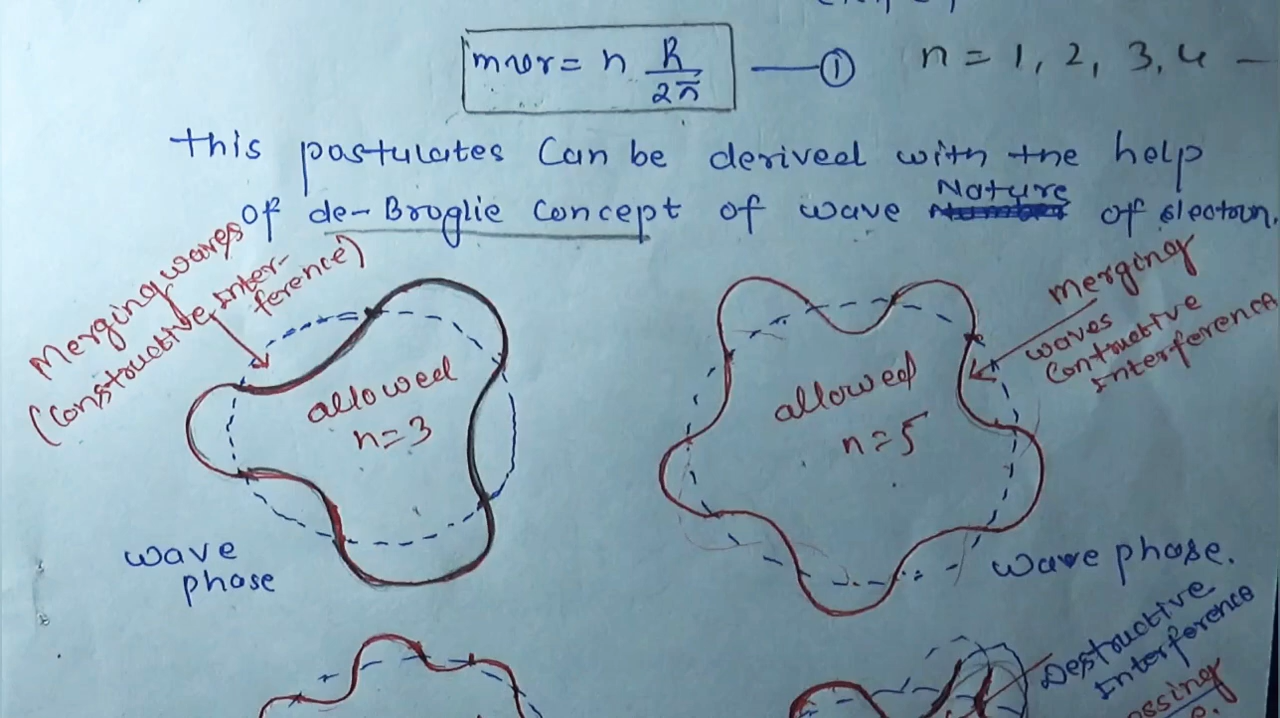 mvr = n h/2π —— ① n = 1, 2, 3, 4 –
This postulates Can be derived with the help
of de-Broglie Concept of wave Nature of electron.
Merging waves
(Constructive Inter-
ference)
allowed
n=3
wave
phase
Merging
waves
Contructive
Interference
allowed
n=5
wave phase.
Destructive
Interference